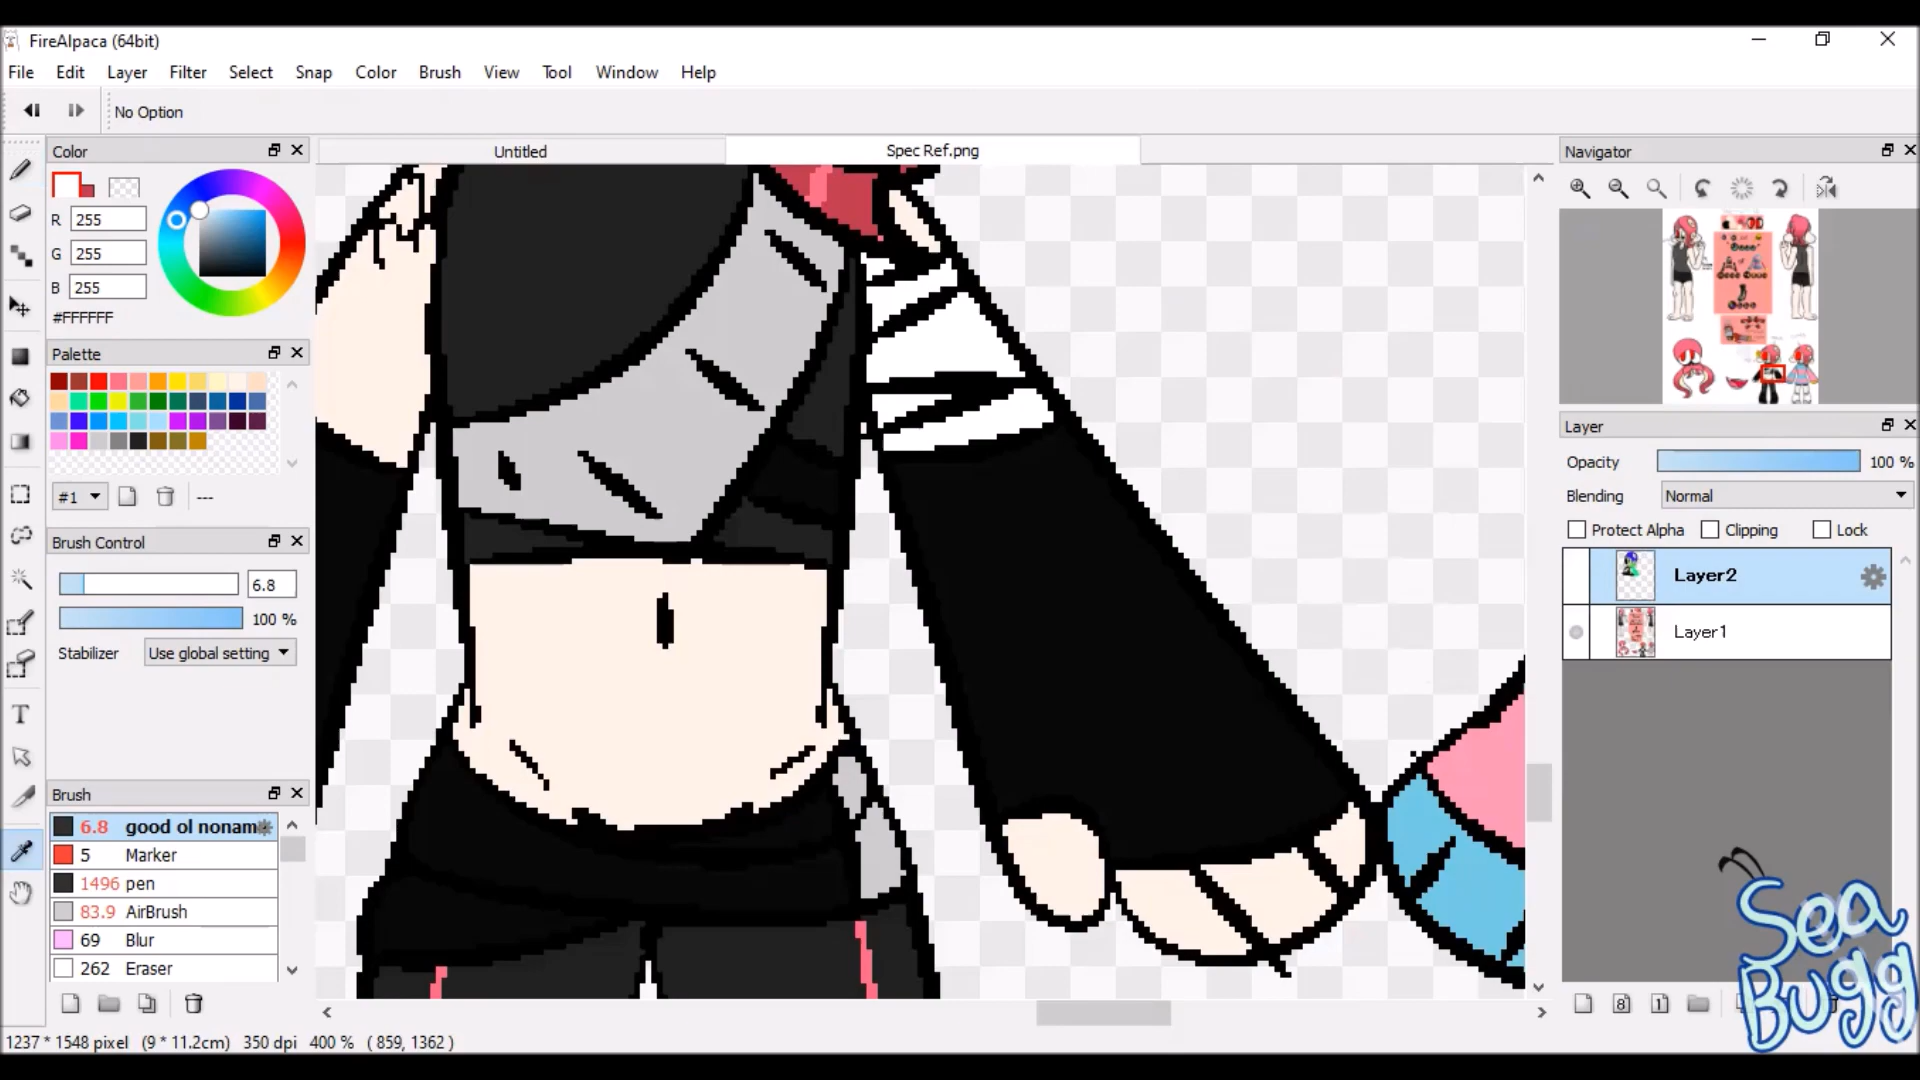 FireAlpaca (64bit)
File Edit Layer Filter Select Snap Color Brush View Tool Window Help
No Option
Color
R 255
G 255
B 255
#FFFFFF
Palette
#1
---
Brush Control
6.8
100 %
Stabilizer Use global setting
Brush
6.8 good ol nonam
5 Marker
1496 pen
83.9 AirBrush
69 Blur
262 Eraser
Untitled
Spec Ref.png
Navigator
Layer
Opacity 100 %
Blending Normal
Protect Alpha Clipping Lock
Layer2
Layer1
8 1
Sea
Bugg
1237 * 1548 pixel (9 * 11.2cm) 350 dpi 400 % ( 859, 1362 )